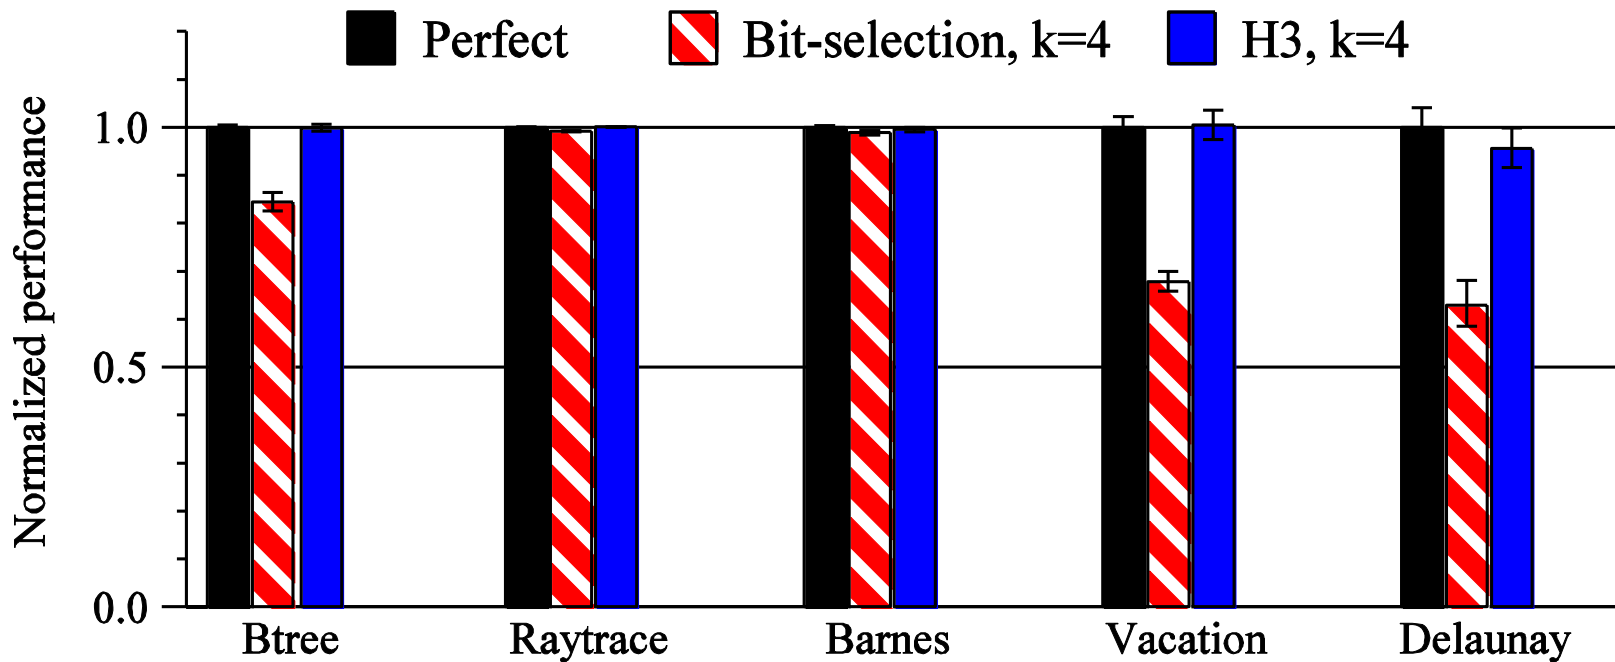 Perfect
Bit-selection, k=4
H3, k=4
Normalized performance
1.0
0.5
0.0
Btree
Raytrace
Barnes
Vacation
Delaunay